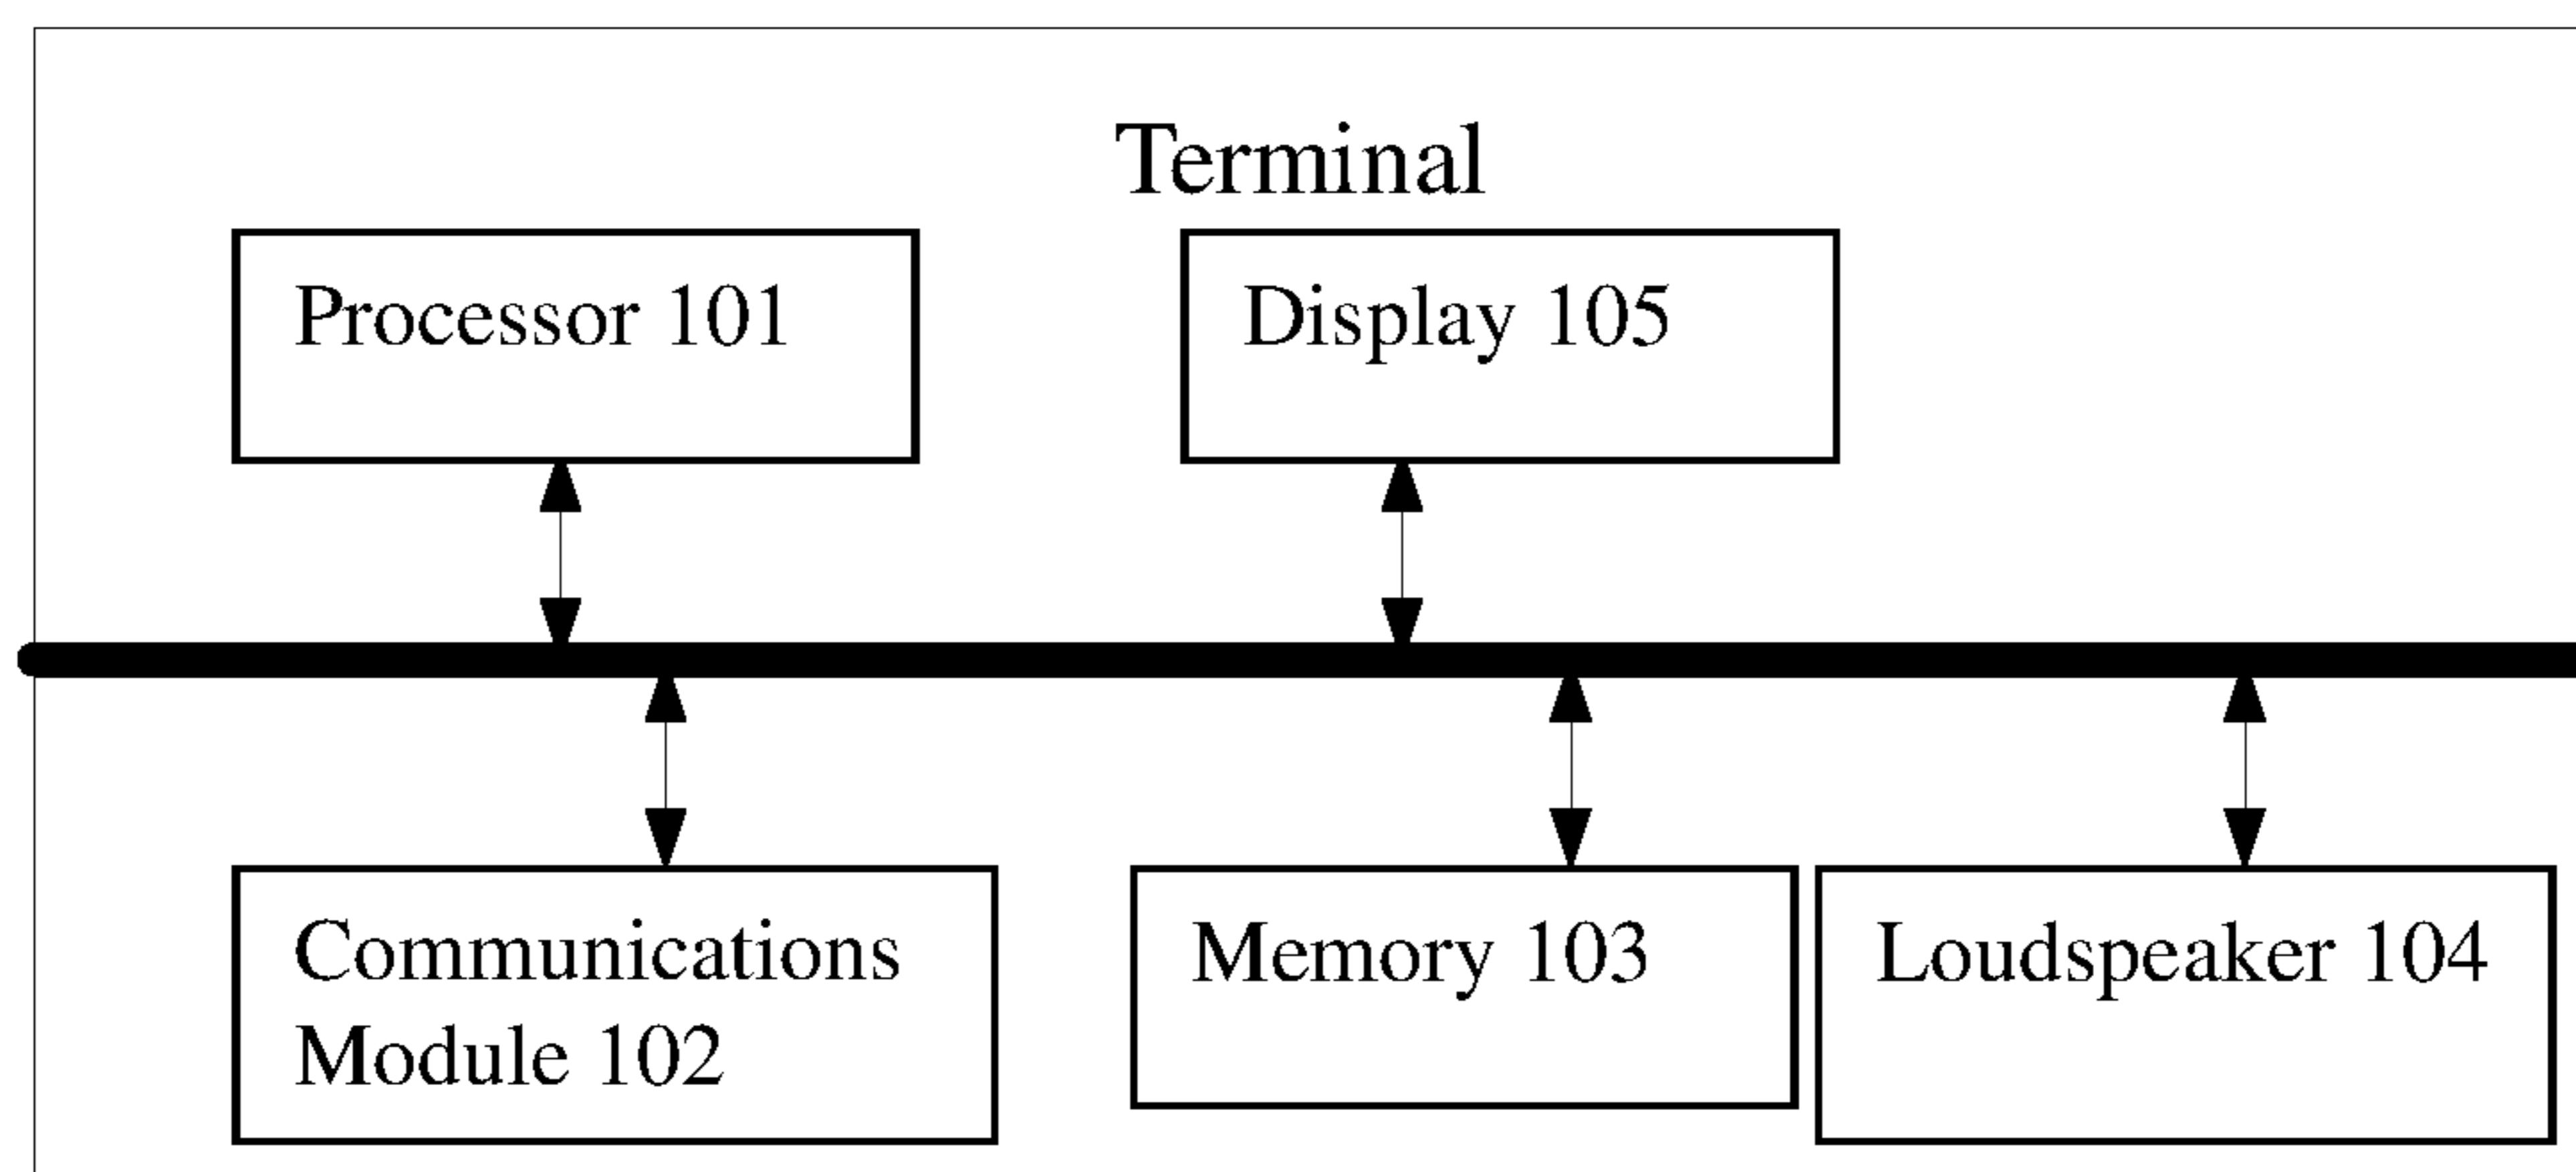 Terminal
Processor 101
Display 105
Communications
Module 102
Memory 103
Loudspeaker 104